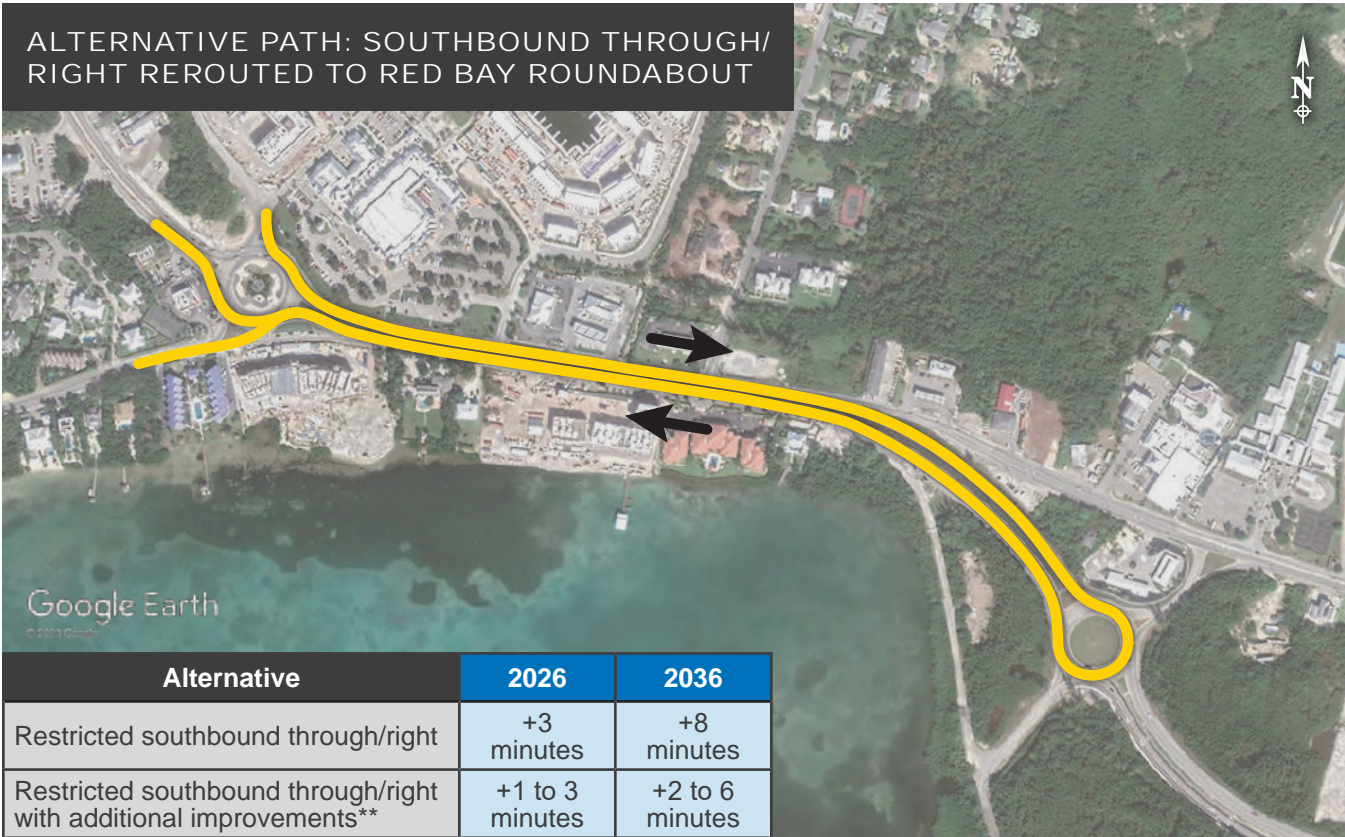 ALTERNATIVE PATH: SOUTHBOUND THROUGH/
RIGHT REROUTED TO RED BAY ROUNDABOUT
N
Google Earth
© 2023 Google
Alternative 2026 2036
Restricted southbound through/right +3 minutes +8 minutes
Restricted southbound through/right
with additional improvements** +1 to 3 minutes +2 to 6 minutes